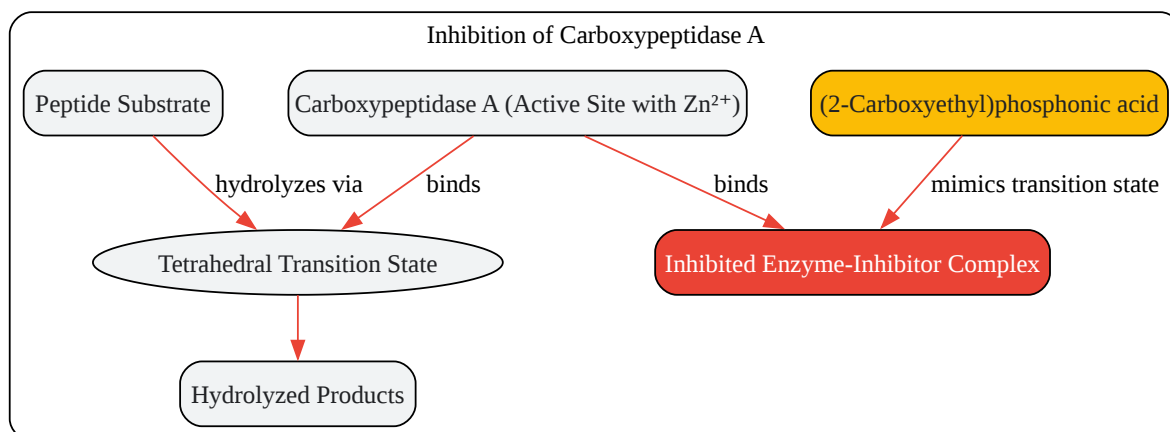 Inhibition of Carboxypeptidase A
Peptide Substrate
Carboxypeptidase A (Active Site with Zn²⁺)
(2-Carboxyethyl)phosphonic acid
hydrolyzes via
binds
binds
mimics transition state
Tetrahedral Transition State
Inhibited Enzyme-Inhibitor Complex
Hydrolyzed Products